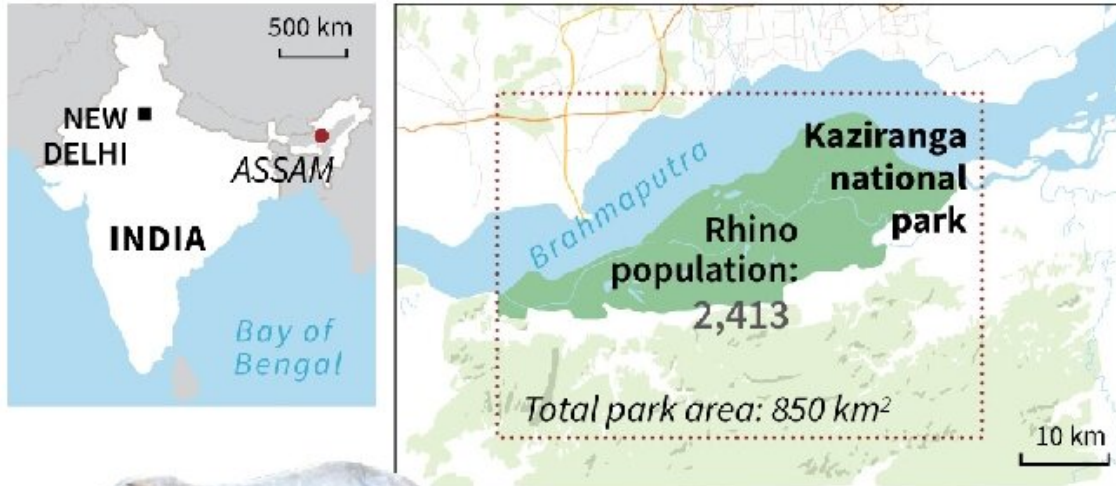 500 km
NEW
DELHI
ASSAM
INDIA
Bay of
Bengal
Kaziranga
national
park
Brahmaputra
Rhino
population:
2,413
Total park area: 850 km²
10 km